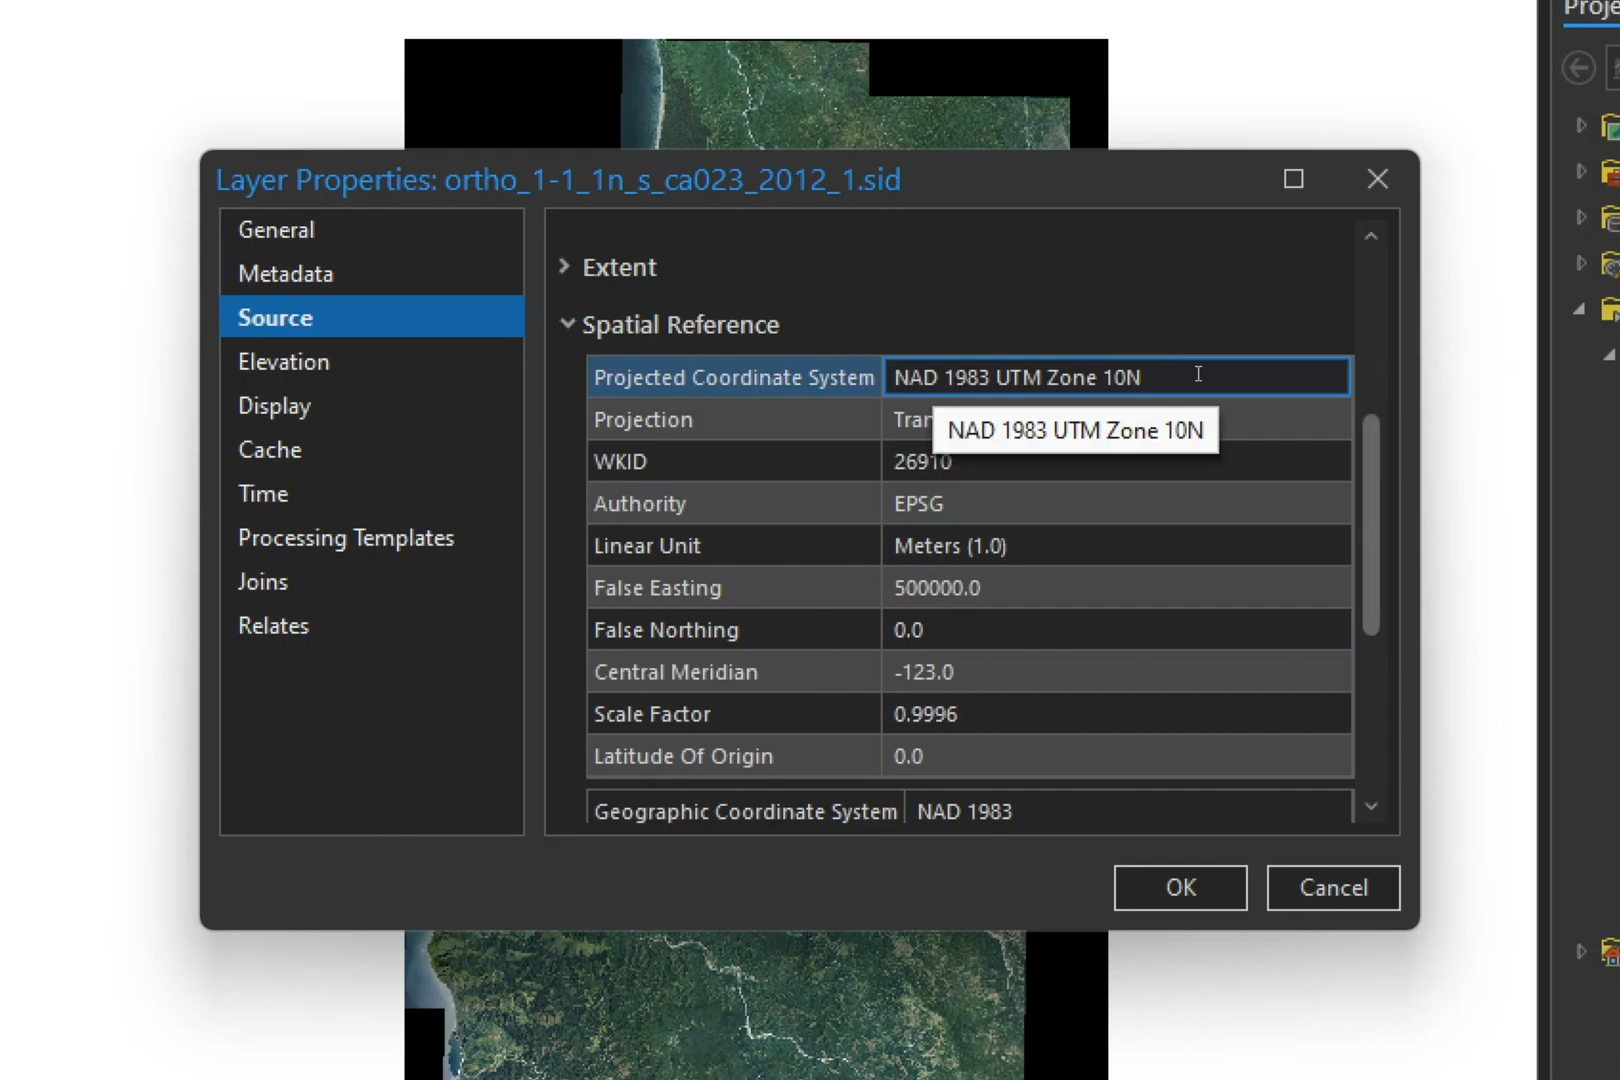 Proje
Layer Properties: ortho_1-1_1n_s_ca023_2012_1.sid
General
Metadata
Source
Elevation
Display
Cache
Time
Processing Templates
Joins
Relates
Extent
Spatial Reference
Projected Coordinate System NAD 1983 UTM Zone 10N
Projection Tran
NAD 1983 UTM Zone 10N
WKID 26910
Authority EPSG
Linear Unit Meters (1.0)
False Easting 500000.0
False Northing 0.0
Central Meridian -123.0
Scale Factor 0.9996
Latitude Of Origin 0.0
Geographic Coordinate System NAD 1983
OK Cancel